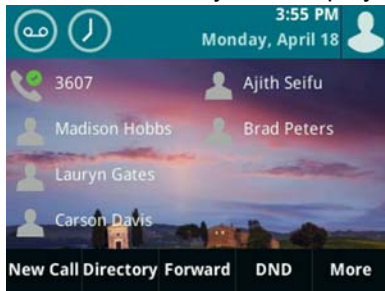 3:55 PM
Monday, April 18
3607
Ajith Seifu
Madison Hobbs
Brad Peters
Lauryn Gates
Carson Davis
New Call Directory Forward DND More